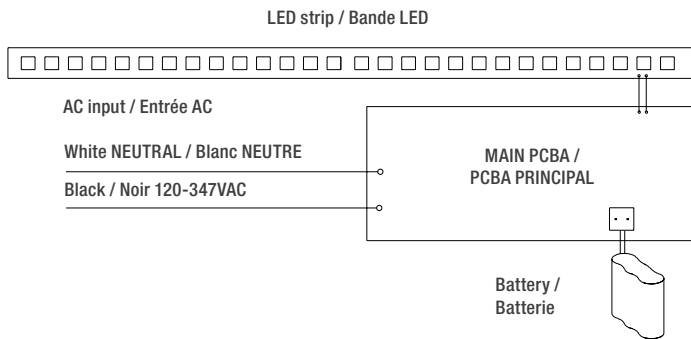 LED strip / Bande LED
AC input / Entrée AC
White NEUTRAL / Blanc NEUTRE
Black / Noir 120-347VAC
MAIN PCBA /
PCBA PRINCIPAL
Battery /
Batterie